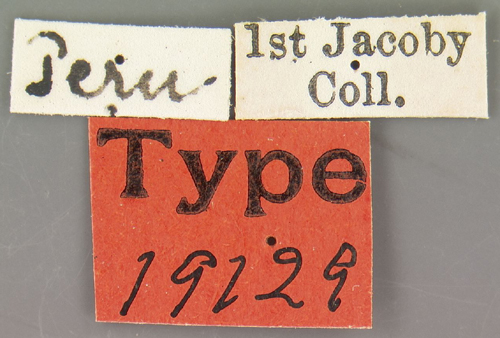 Peru.
1st Jacoby
Coll.
Type
19129